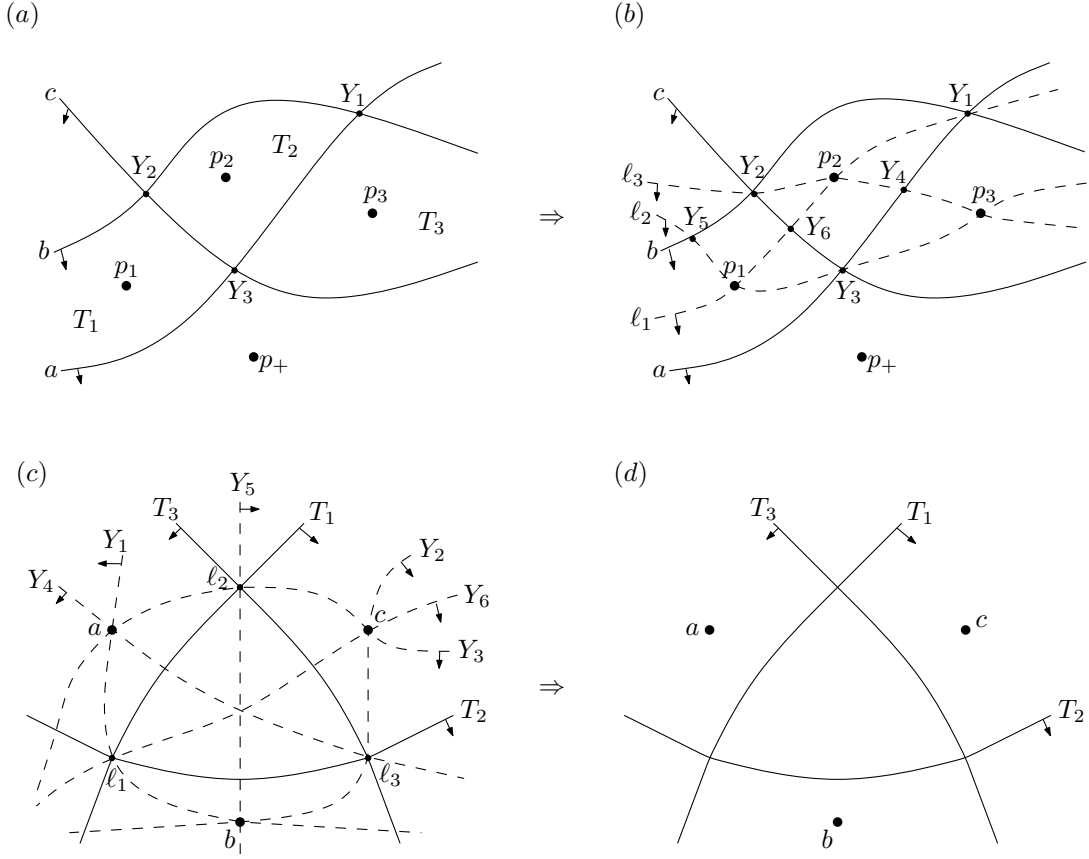 (a)
(b)
c
Y₁
Y₂
T₂
p₂
p₃
T₃
b
p₁
T₁
Y₃
a
p₊
⇒
c
Y₁
Y₂
p₂
Y₄
p₃
ℓ₃
ℓ₂
Y₅
Y₆
b
p₁
Y₃
ℓ₁
a
p₊
(c)
(d)
Y₅
T₃
T₁
Y₁
Y₂
Y₄
ℓ₂
Y₆
a
c
Y₃
T₂
ℓ₁
ℓ₃
b
⇒
T₃
T₁
a
c
T₂
b